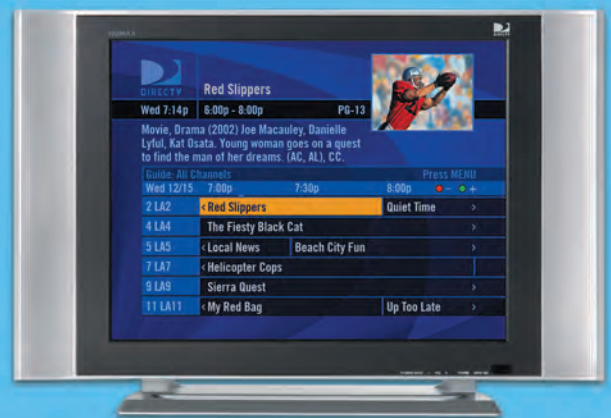 HUMAX
DIRECTV
DIRECTV
Red Slippers
Wed 7:14p 6:00p - 8:00p PG-13
Movie, Drama (2002) Joe Macauley, Danielle
Lyful, Kat Osata. Young woman goes on a quest
to find the man of her dreams. (AC, AL), CC.
Guide: All Channels Press MENU
Wed 12/15 7:00p 7:30p 8:00p - +
2 LA2 <Red Slippers Quiet Time >
4 LA4 The Fiesty Black Cat >
5 LA5 <Local News Beach City Fun >
7 LA7 <Helicopter Cops
9 LA9 Sierra Quest >
11 LA11 <My Red Bag Up Too Late >